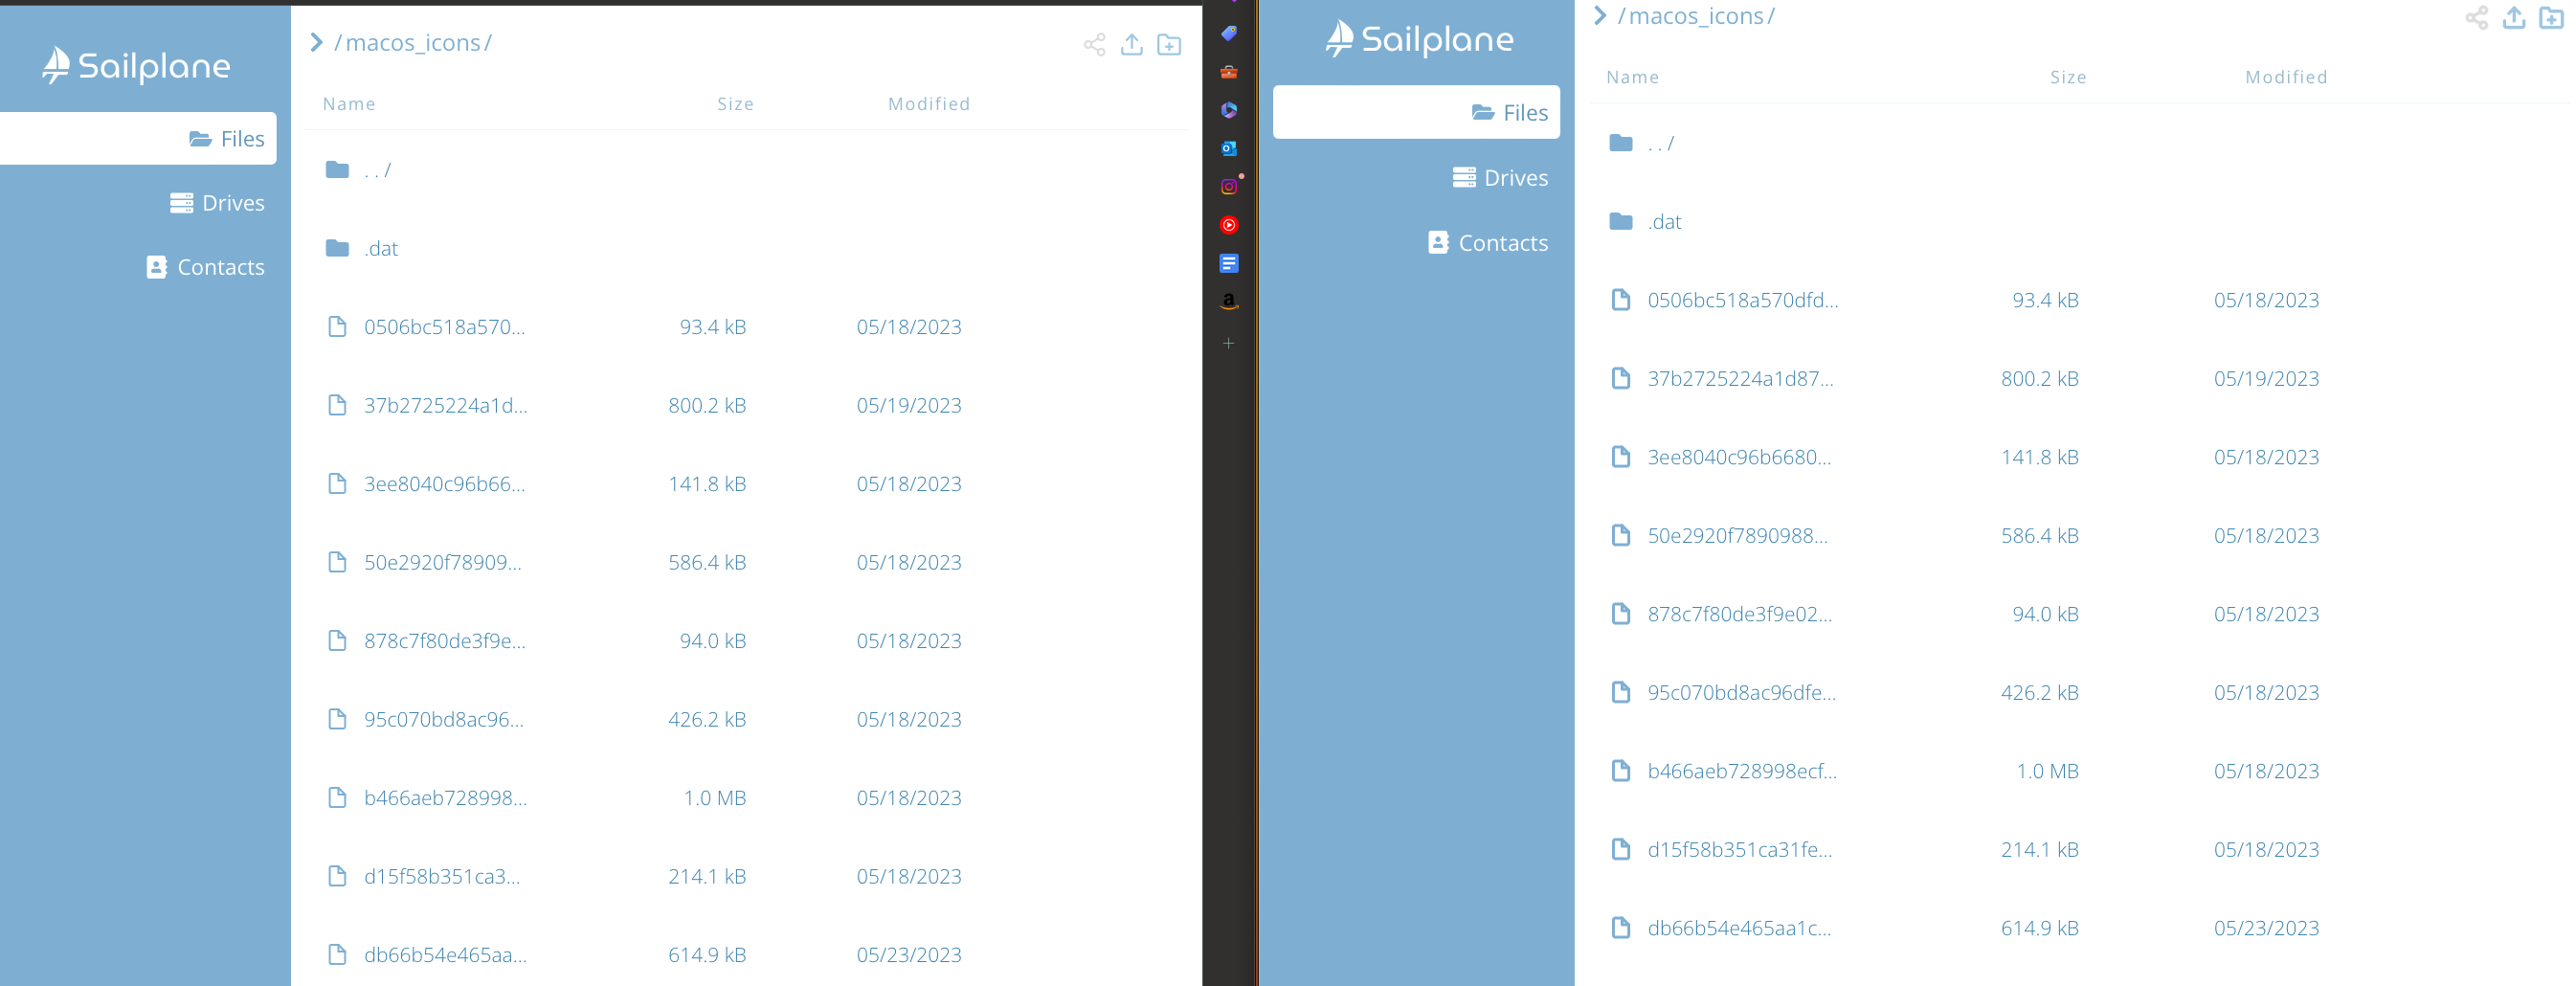 Sailplane
Files
Drives
Contacts
/macos_icons/
Name Size Modified
../
.dat
0506bc518a570... 93.4 kB 05/18/2023
37b2725224a1d... 800.2 kB 05/19/2023
3ee8040c96b66... 141.8 kB 05/18/2023
50e2920f78909... 586.4 kB 05/18/2023
878c7f80de3f9e... 94.0 kB 05/18/2023
95c070bd8ac96... 426.2 kB 05/18/2023
b466aeb728998... 1.0 MB 05/18/2023
d15f58b351ca3... 214.1 kB 05/18/2023
db66b54e465aa... 614.9 kB 05/23/2023
Sailplane
Files
Drives
Contacts
/macos_icons/
Name Size Modified
../
.dat
0506bc518a570dfd... 93.4 kB 05/18/2023
37b2725224a1d87... 800.2 kB 05/19/2023
3ee8040c96b6680... 141.8 kB 05/18/2023
50e2920f7890988... 586.4 kB 05/18/2023
878c7f80de3f9e02... 94.0 kB 05/18/2023
95c070bd8ac96dfe... 426.2 kB 05/18/2023
b466aeb728998ecf... 1.0 MB 05/18/2023
d15f58b351ca31fe... 214.1 kB 05/18/2023
db66b54e465aa1c... 614.9 kB 05/23/2023